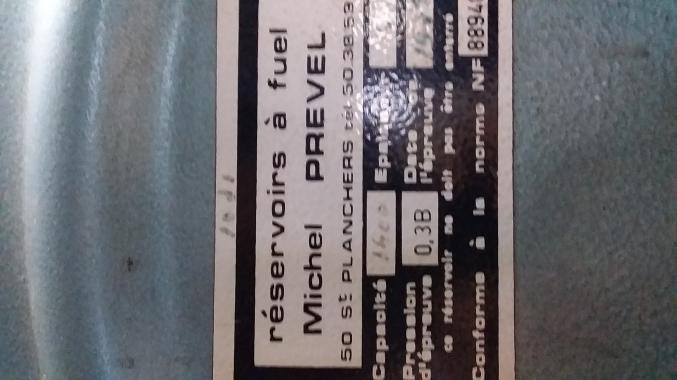 réservoirs à fuel
Michel PREVEL
50 St PLANCHERS tél. 50.38.53
Capacité Epaisseur
Pression d'épreuve 0,3B Date de l'épreuve
ce réservoir ne doit pas être enterré
Conforme à la norme NF 8894